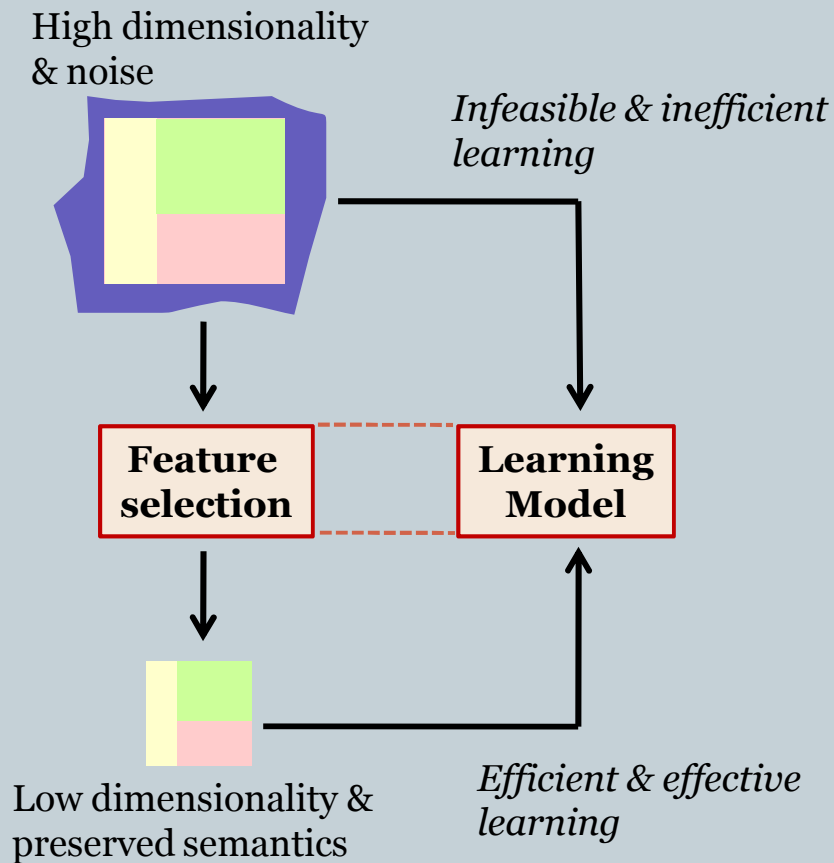 High dimensionality
& noise
Infeasible & inefficient
learning
Feature
selection
Learning
Model
Low dimensionality &
preserved semantics
Efficient & effective
learning